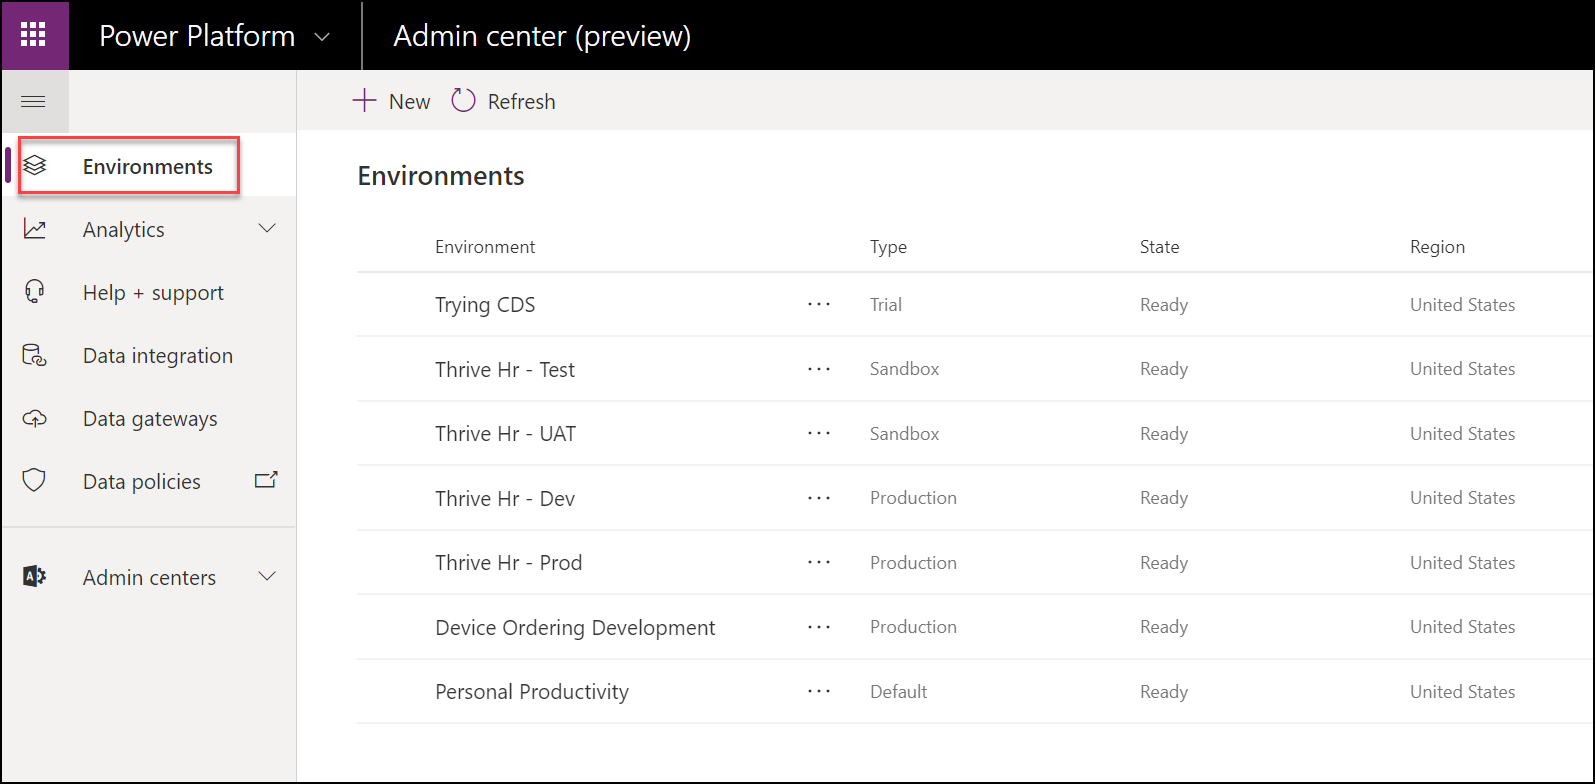 Power Platform
Admin center (preview)
New
Refresh
Environments
Analytics
Help + support
Data integration
Data gateways
Data policies
Admin centers
Environments
Environment Type State Region
Trying CDS ··· Trial Ready United States
Thrive Hr - Test ··· Sandbox Ready United States
Thrive Hr - UAT ··· Sandbox Ready United States
Thrive Hr - Dev ··· Production Ready United States
Thrive Hr - Prod ··· Production Ready United States
Device Ordering Development ··· Production Ready United States
Personal Productivity ··· Default Ready United States